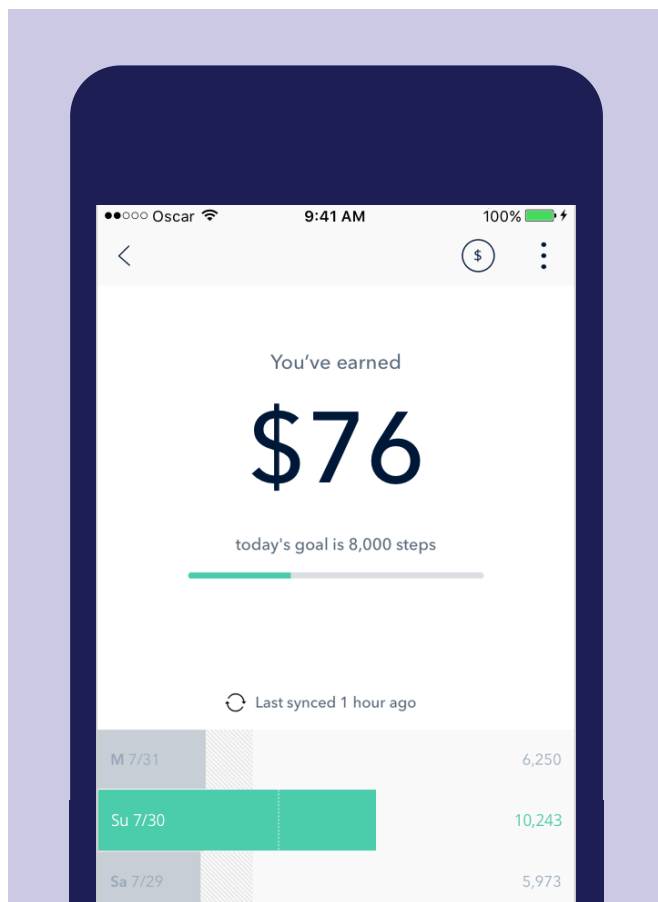 Oscar 9:41 AM 100%
$
You’ve earned
$76
today's goal is 8,000 steps
Last synced 1 hour ago
M 7/31 6,250
Su 7/30 10,243
Sa 7/29 5,973